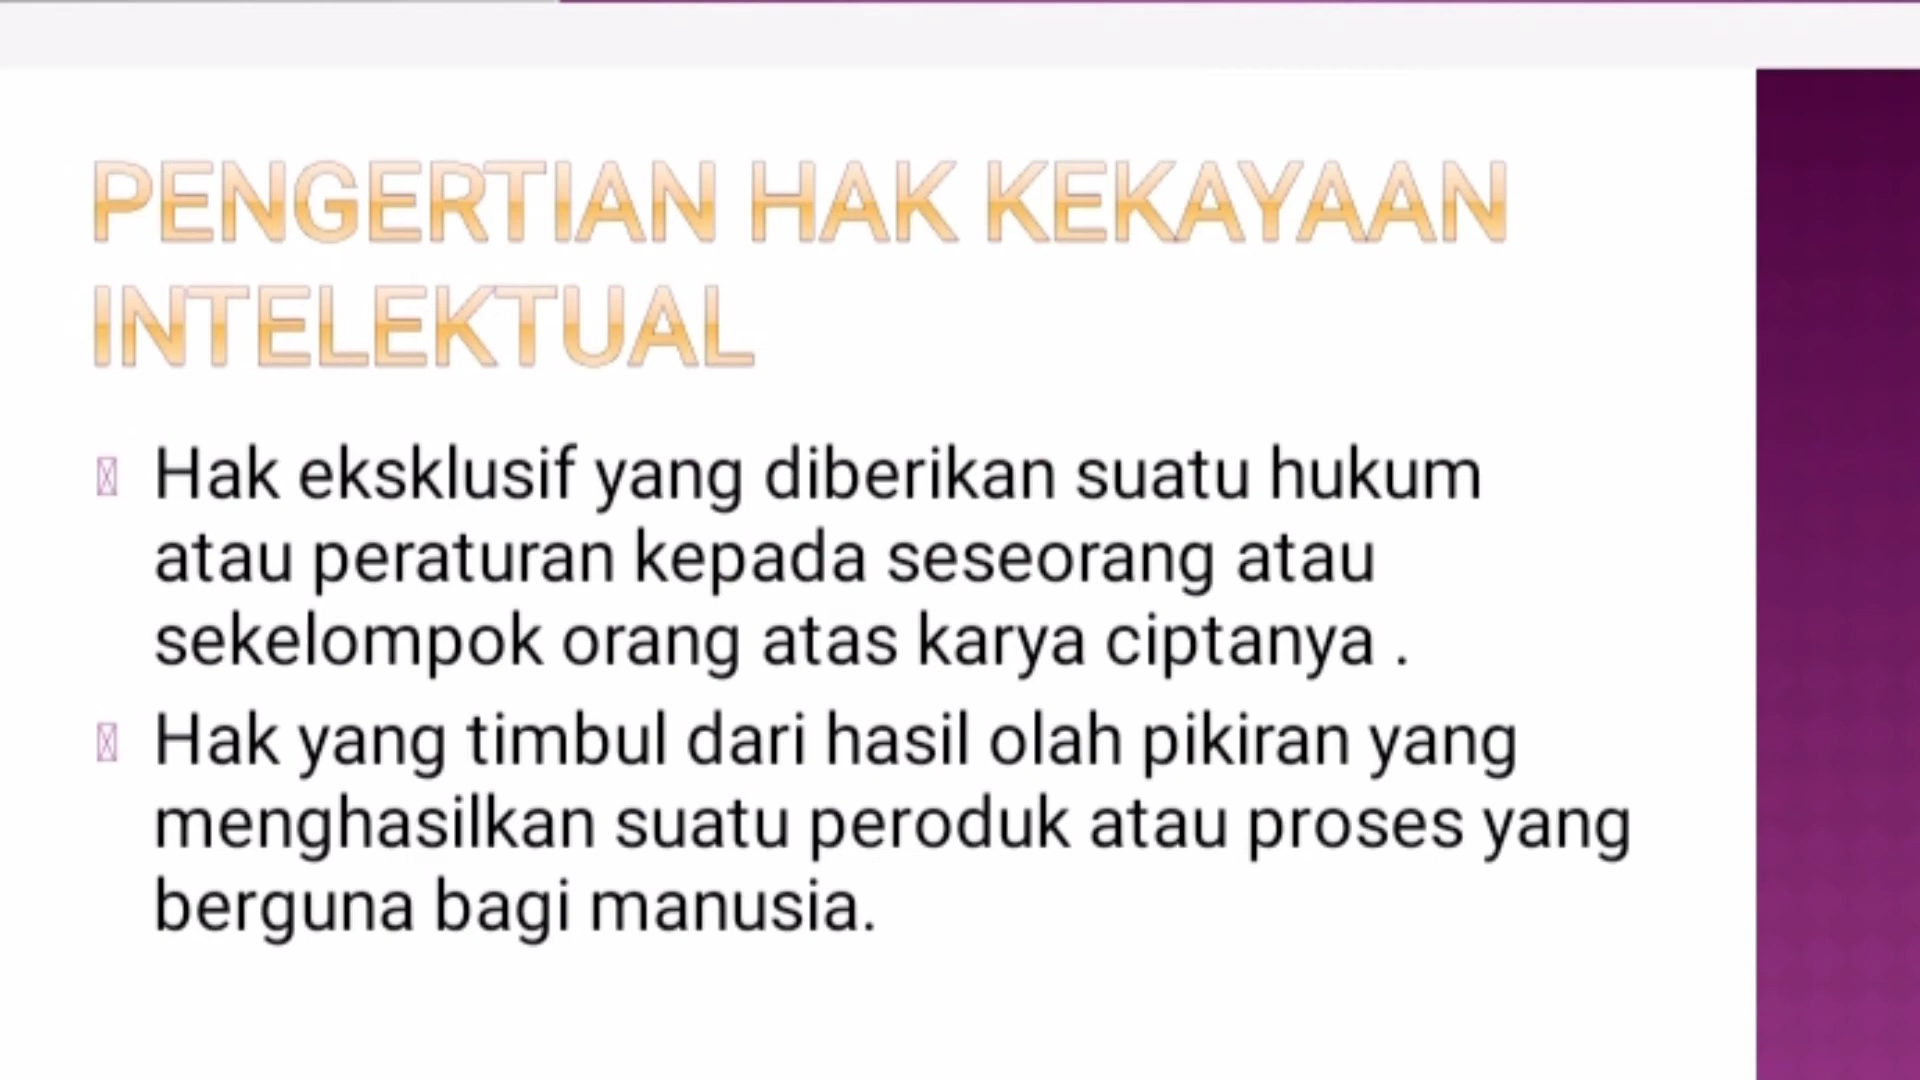 PENGERTIAN HAK KEKAYAAN
INTELEKTUAL
Hak eksklusif yang diberikan suatu hukum
atau peraturan kepada seseorang atau
sekelompok orang atas karya ciptanya .
Hak yang timbul dari hasil olah pikiran yang
menghasilkan suatu peroduk atau proses yang
berguna bagi manusia.